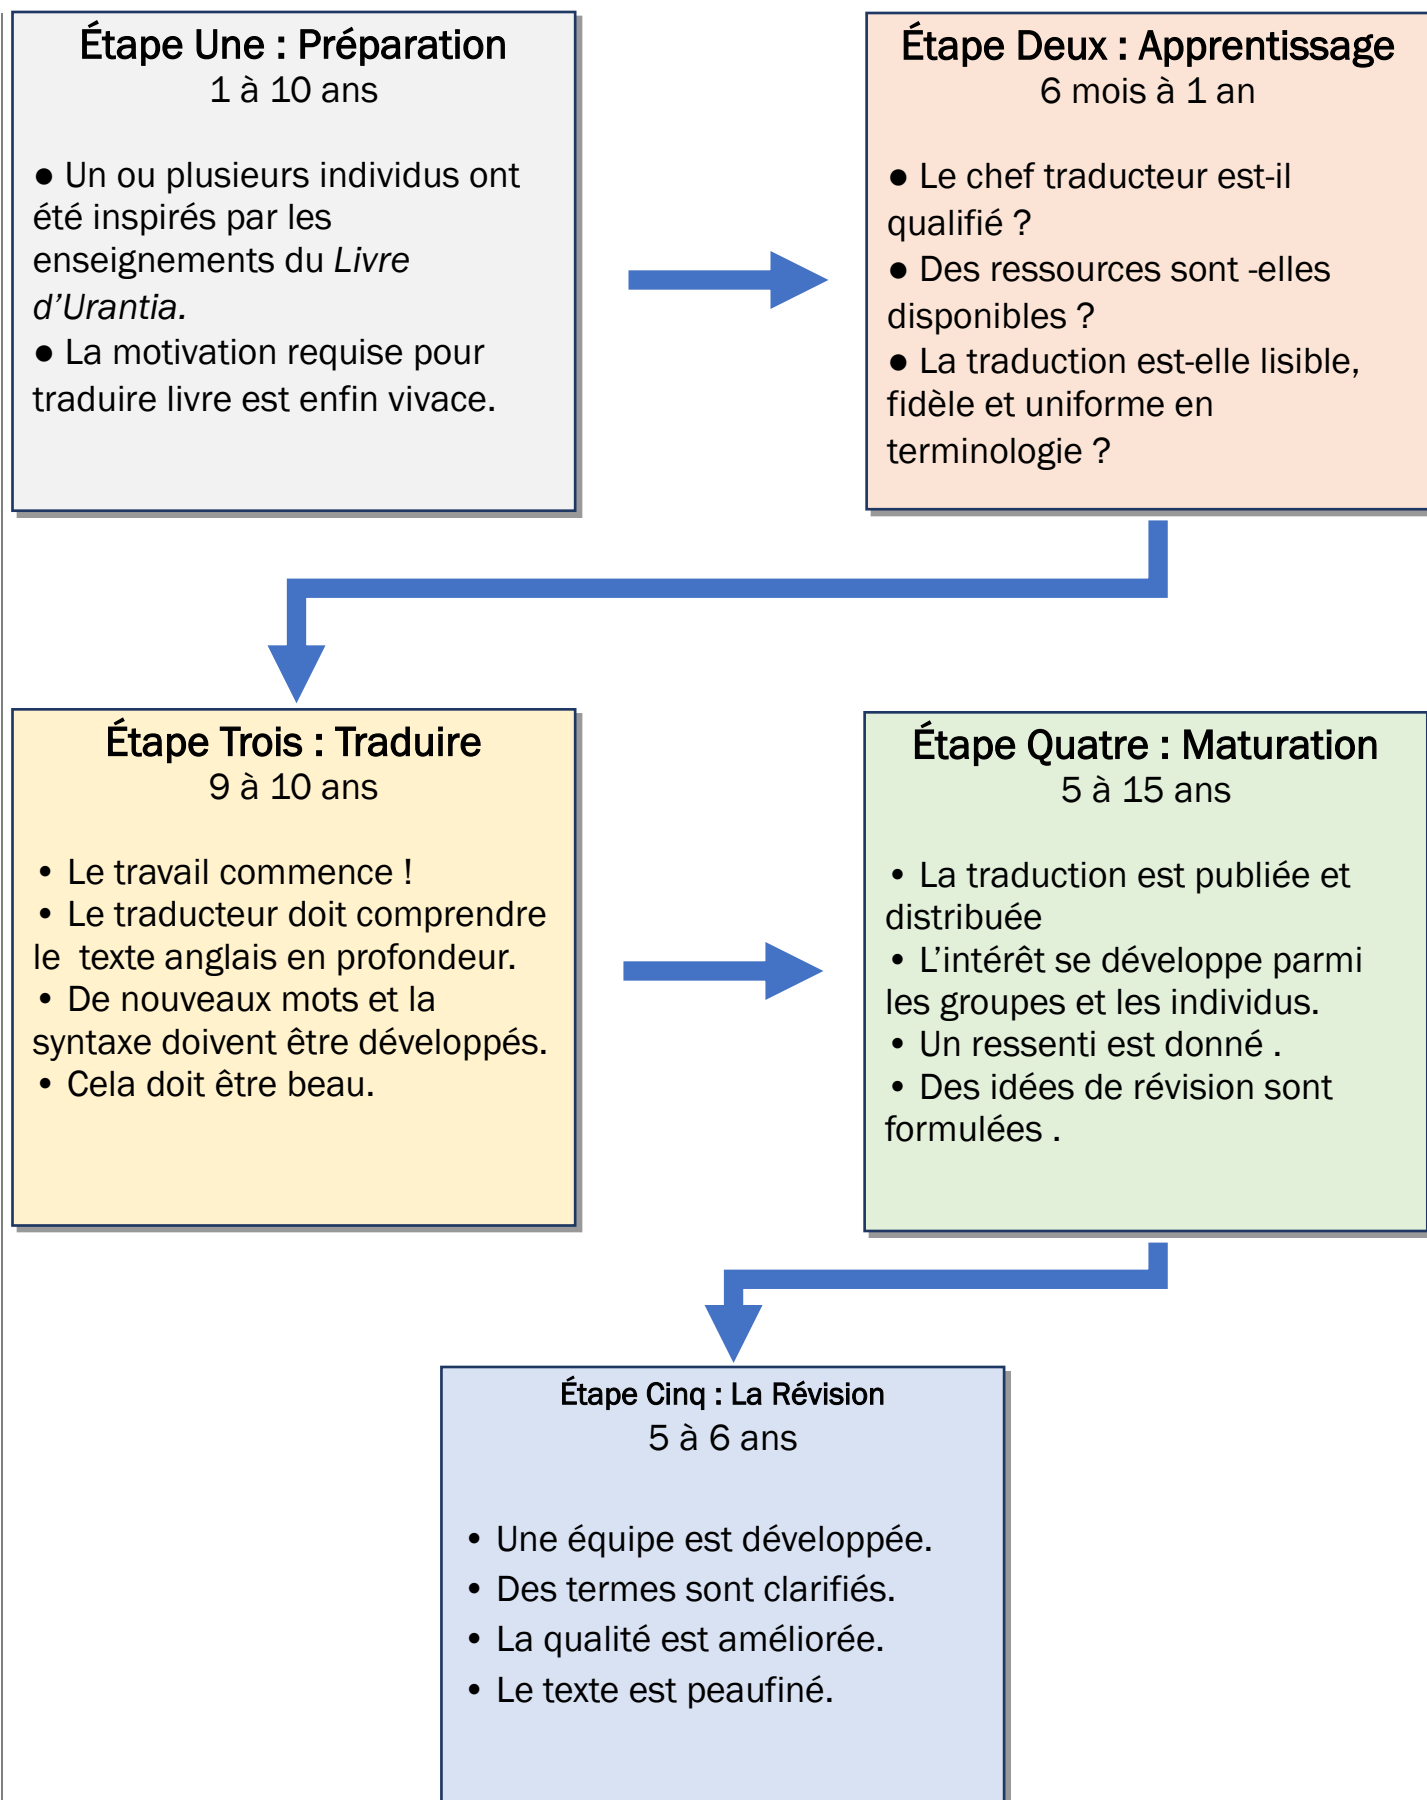 Étape Une : Préparation
1 à 10 ans
● Un ou plusieurs individus ont
été inspirés par les
enseignements du Livre
d’Urantia.
● La motivation requise pour
traduire livre est enfin vivace.
Étape Deux : Apprentissage
6 mois à 1 an
● Le chef traducteur est-il
qualifié ?
● Des ressources sont -elles
disponibles ?
● La traduction est-elle lisible,
fidèle et uniforme en
terminologie ?
Étape Trois : Traduire
9 à 10 ans
• Le travail commence !
• Le traducteur doit comprendre
le  texte anglais en profondeur.
• De nouveaux mots et la
syntaxe doivent être développés.
• Cela doit être beau.
Étape Quatre : Maturation
5 à 15 ans
• La traduction est publiée et
distribuée
• L’intérêt se développe parmi
les groupes et les individus.
• Un ressenti est donné .
• Des idées de révision sont
formulées .
Étape Cinq : La Révision
5 à 6 ans
• Une équipe est développée.
• Des termes sont clarifiés.
• La qualité est améliorée.
• Le texte est peaufiné.